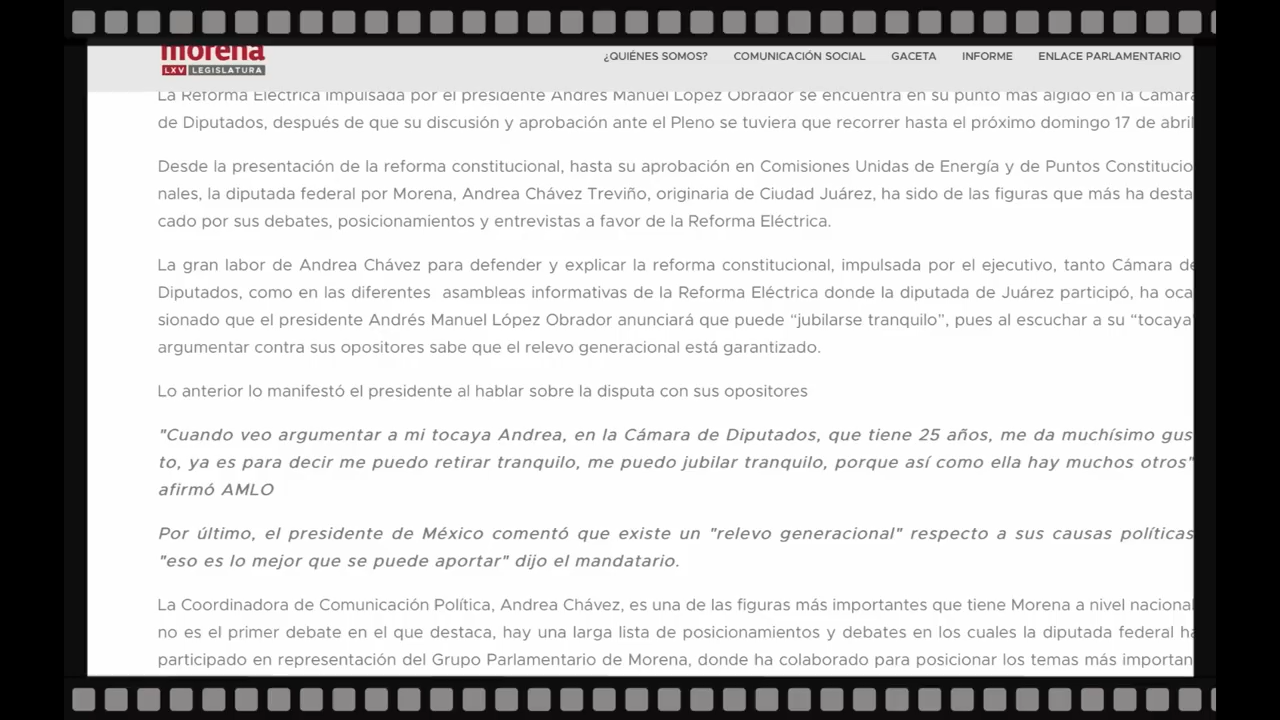 morena
LXV LEGISLATURA
¿QUIÉNES SOMOS? COMUNICACIÓN SOCIAL GACETA INFORME ENLACE PARLAMENTARIO
La Reforma Eléctrica impulsada por el presidente Andrés Manuel López Obrador se encuentra en su punto más álgido en la Cámara
de Diputados, después de que su discusión y aprobación ante el Pleno se tuviera que recorrer hasta el próximo domingo 17 de abril
Desde la presentación de la reforma constitucional, hasta su aprobación en Comisiones Unidas de Energía y de Puntos Constitucio
nales, la diputada federal por Morena, Andrea Chávez Treviño, originaria de Ciudad Juárez, ha sido de las figuras que más ha desta
cado por sus debates, posicionamientos y entrevistas a favor de la Reforma Eléctrica.
La gran labor de Andrea Chávez para defender y explicar la reforma constitucional, impulsada por el ejecutivo, tanto Cámara de
Diputados, como en las diferentes asambleas informativas de la Reforma Eléctrica donde la diputada de Juárez participó, ha oca
sionado que el presidente Andrés Manuel López Obrador anunciará que puede “jubilarse tranquilo”, pues al escuchar a su “tocaya”
argumentar contra sus opositores sabe que el relevo generacional está garantizado.
Lo anterior lo manifestó el presidente al hablar sobre la disputa con sus opositores
"Cuando veo argumentar a mi tocaya Andrea, en la Cámara de Diputados, que tiene 25 años, me da muchísimo gus
to, ya es para decir me puedo retirar tranquilo, me puedo jubilar tranquilo, porque así como ella hay muchos otros"
afirmó AMLO
Por último, el presidente de México comentó que existe un "relevo generacional" respecto a sus causas políticas
"eso es lo mejor que se puede aportar" dijo el mandatario.
La Coordinadora de Comunicación Política, Andrea Chávez, es una de las figuras más importantes que tiene Morena a nivel nacional
no es el primer debate en el que destaca, hay una larga lista de posicionamientos y debates en los cuales la diputada federal ha
participado en representación del Grupo Parlamentario de Morena, donde ha colaborado para posicionar los temas más importan